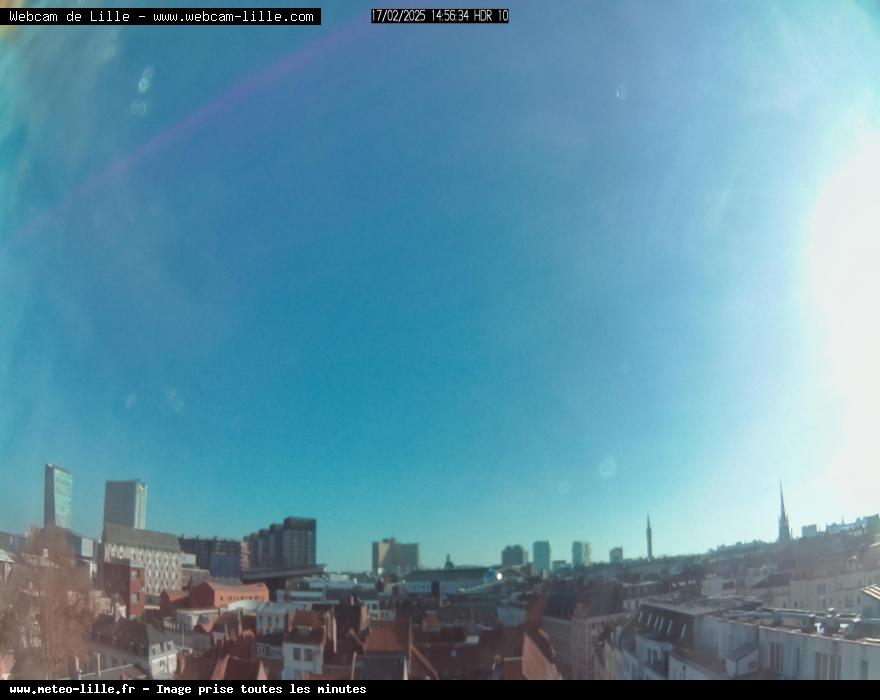 Webcam de Lille - www.webcam-lille.com
17/02/2025 14:56:34 HDR 10
www.meteo-lille.fr - Image prise toutes les minutes